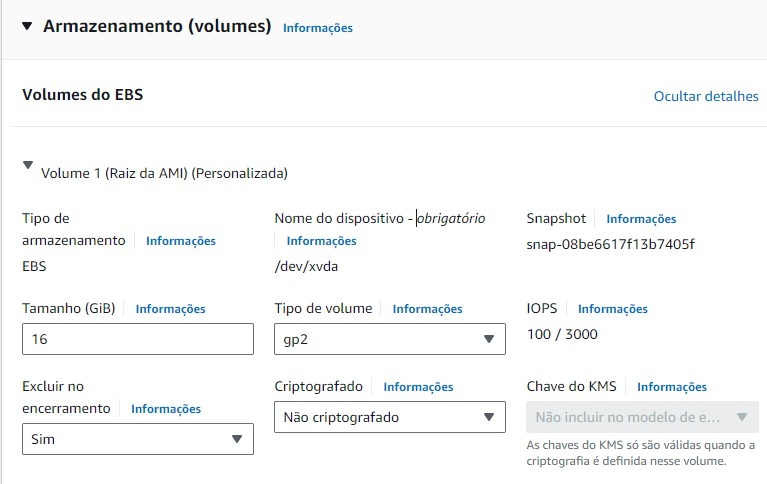 Armazenamento (volumes) Informações
Volumes do EBS Ocultar detalhes
Volume 1 (Raiz da AMI) (Personalizada)
Tipo de
armazenamento Informações
EBS
Nome do dispositivo - obrigatório
Informações
/dev/xvda
Snapshot Informações
snap-08be6617f13b7405f
Tamanho (GiB) Informações
16
Tipo de volume Informações
gp2
IOPS Informações
100 / 3000
Excluir no
encerramento Informações
Sim
Criptografado Informações
Não criptografado
Chave do KMS Informações
Não incluir no modelo de e...
As chaves do KMS só são válidas quando a
criptografia é definida nesse volume.